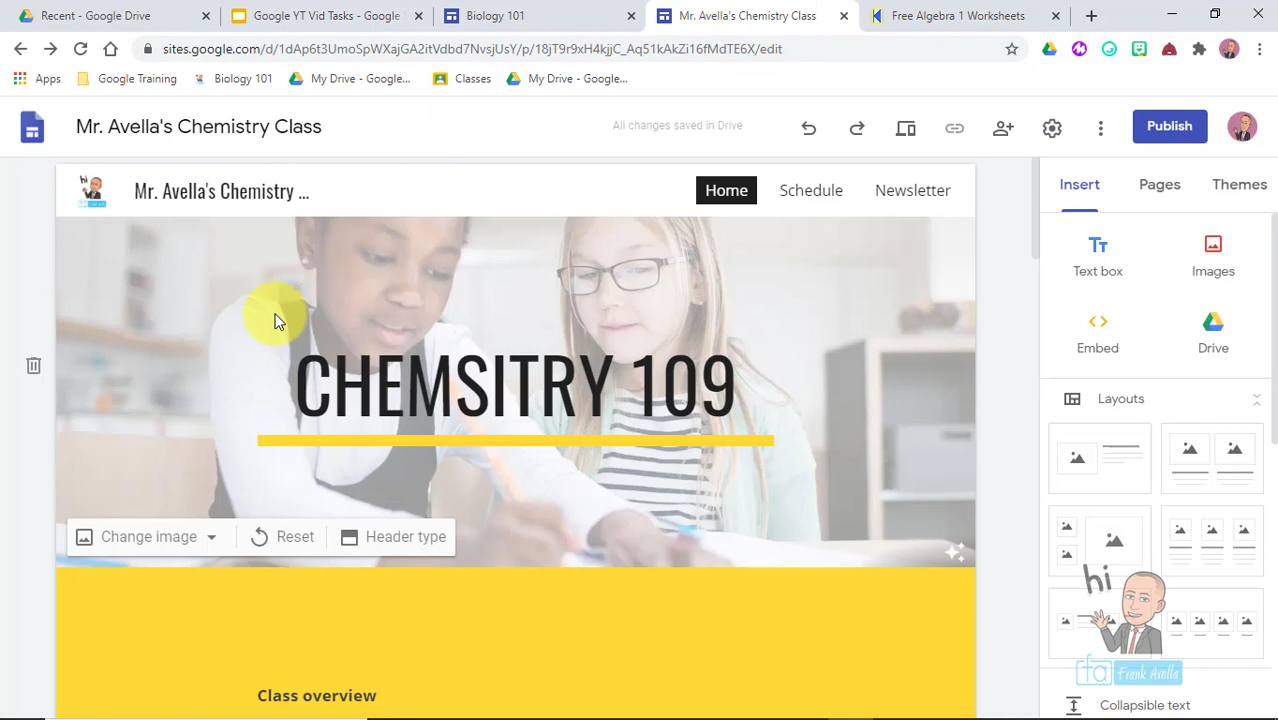 Recent - Google Drive
Google YT Vid Tasks - Google
Biology 101
Mr. Avella's Chemistry Class
Free Algebra 1 Worksheets
sites.google.com/d/1dAp6t3UmoSpWXajGA2itVdbd7NvsjUsY/p/18jT9r9xH4kjjC_Aq51kAkZi16fMdTE6X/edit
Apps
Google Training
Biology 101
My Drive - Google...
Classes
My Drive - Google...
Mr. Avella's Chemistry Class
All changes saved in Drive
Publish
hi
Mr. Avella's Chemistry ...
Home
Schedule
Newsletter
Insert
Pages
Themes
Text box
Images
Embed
Drive
CHEMSITRY 109
Layouts
Change image
Reset
Header type
hi
fa Frank Avella
Class overview
Collapsible text